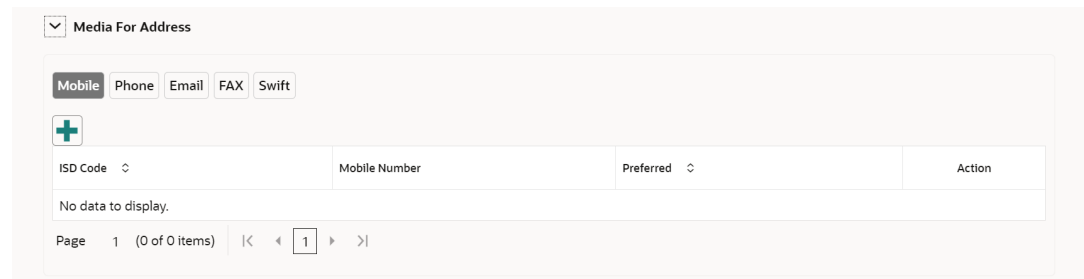 Media For Address
Mobile Phone Email FAX Swift
ISD Code Mobile Number Preferred Action
No data to display.
Page 1 (0 of 0 items) 1